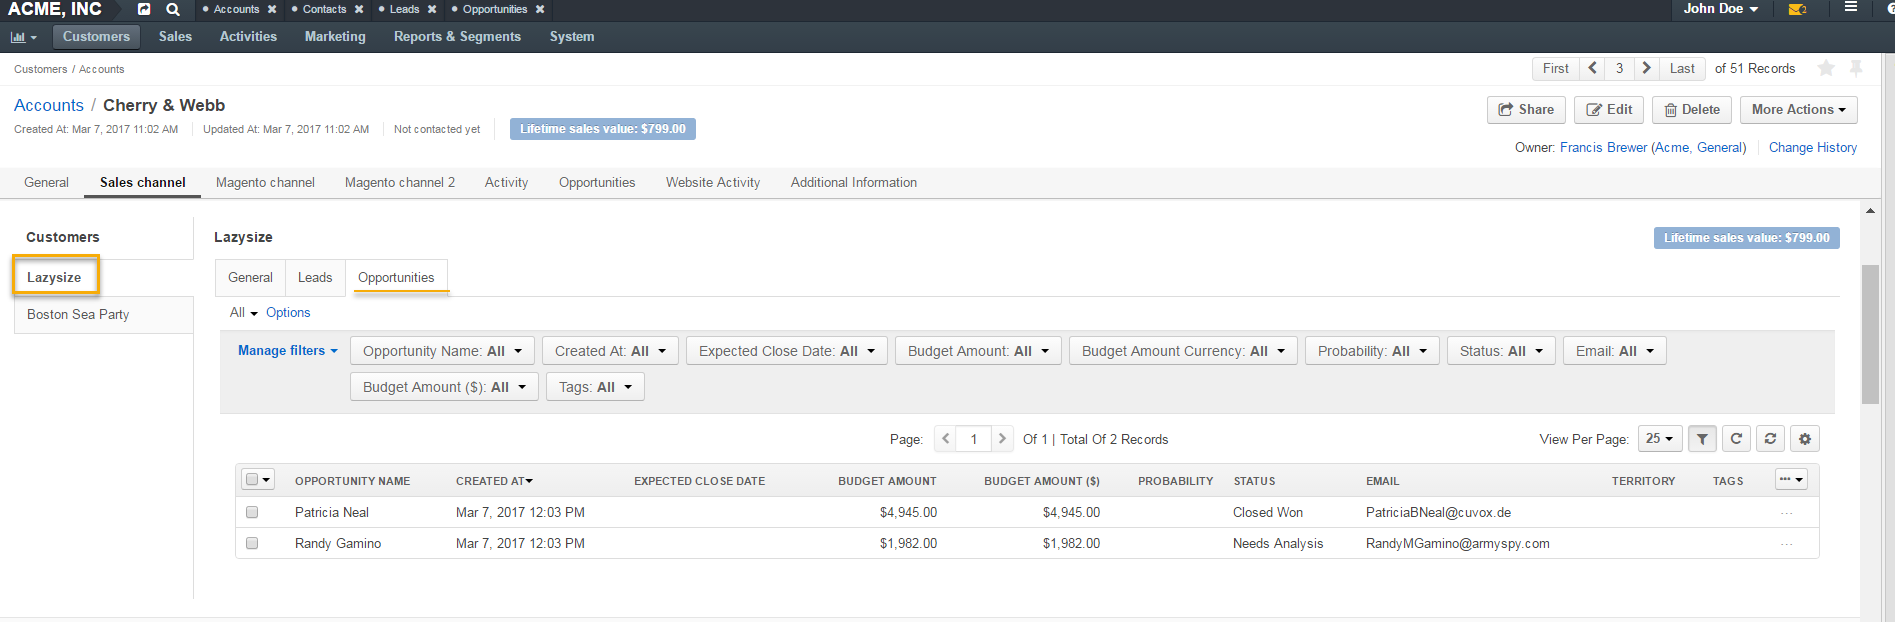 ACME, INC Accounts ✖ Contacts ✖ Leads ✖ Opportunities ✖ John Doe
Customers Sales Activities Marketing Reports & Segments System
Customers / Accounts First 3 Last of 51 Records
Accounts / Cherry & Webb Share Edit Delete More Actions
Created At: Mar 7, 2017 11:02 AM Updated At: Mar 7, 2017 11:02 AM Not contacted yet Lifetime sales value: $799.00
Owner: Francis Brewer (Acme, General) Change History
General Sales channel Magento channel Magento channel 2 Activity Opportunities Website Activity Additional Information
Customers Lazysize Lifetime sales value: $799.00
Lazysize General Leads Opportunities
Boston Sea Party All Options
Manage filters Opportunity Name: All Created At: All Expected Close Date: All Budget Amount: All Budget Amount Currency: All Probability: All Status: All Email: All
Budget Amount ($): All Tags: All
Page: 1 Of 1 | Total Of 2 Records View Per Page: 25
OPPORTUNITY NAME CREATED AT EXPECTED CLOSE DATE BUDGET AMOUNT BUDGET AMOUNT ($) PROBABILITY STATUS EMAIL TERRITORY TAGS ...
Patricia Neal Mar 7, 2017 12:03 PM $4,945.00 $4,945.00 Closed Won PatriciaBNeal@cuvox.de ...
Randy Gamino Mar 7, 2017 12:03 PM $1,982.00 $1,982.00 Needs Analysis RandyMGamino@armyspy.com ...